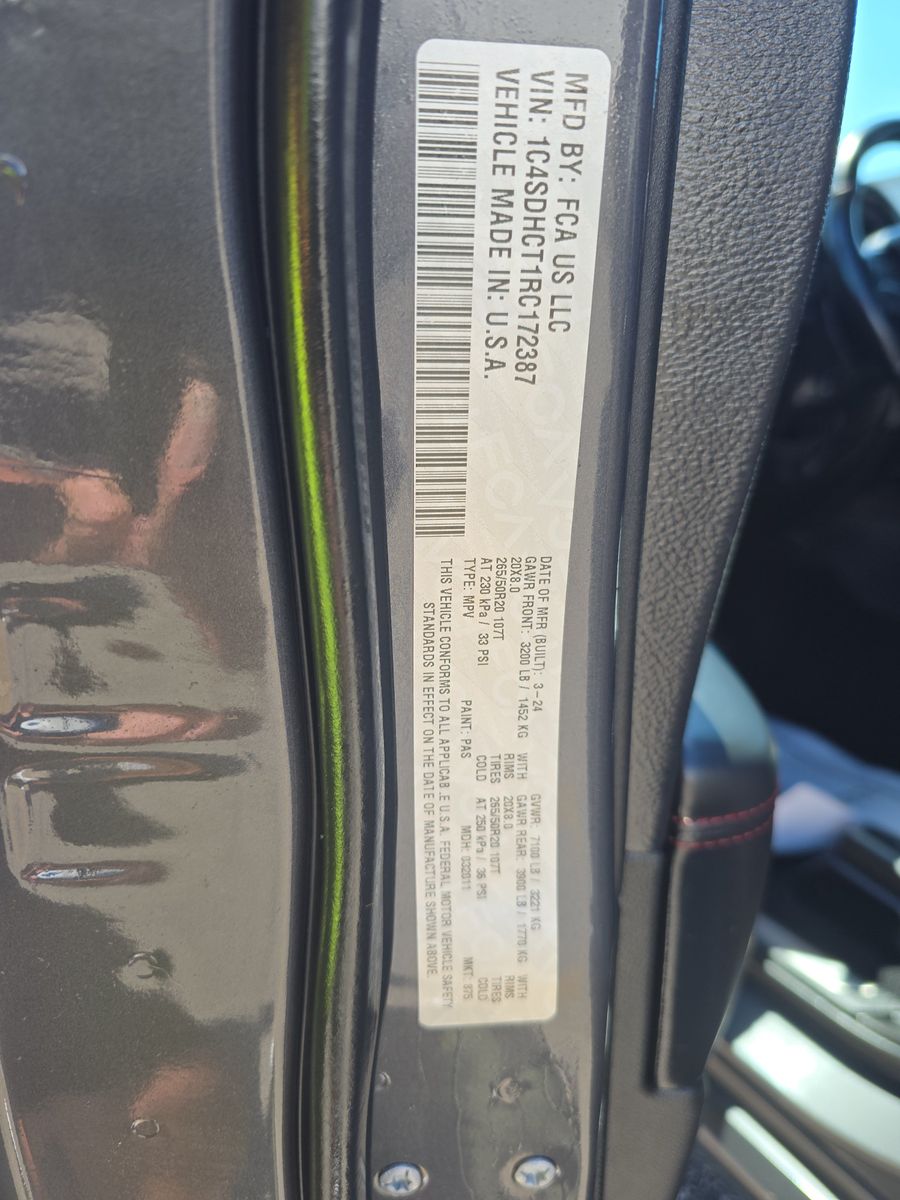 MFD BY: FCA US LLC
VIN: 1C4SDHCT1RC172387
VEHICLE MADE IN: U.S.A.
DATE OF MFR (BUILT): 3-24 GVWR: 7100 LB / 3221 KG
GAWR FRONT: 3200 LB / 1452 KG WITH GAWR REAR: 3900 LB / 1770 KG WITH
20X8.0 RIMS 20X8.0 RIMS
265/50R20 107T TIRES 265/50R20 107T TIRES
AT 230 kPa / 33 PSI COLD AT 250 kPa / 36 PSI COLD
TYPE: MPV PAINT: PAS MDH: 032011 MKT: 875
THIS VEHICLE CONFORMS TO ALL APPLICAB.E U.S.A. FEDERAL MOTOR VEHICLE SAFETY
STANDARDS IN EFFECT ON THE DATE OF MANUFACTURE SHOWN ABOVE.